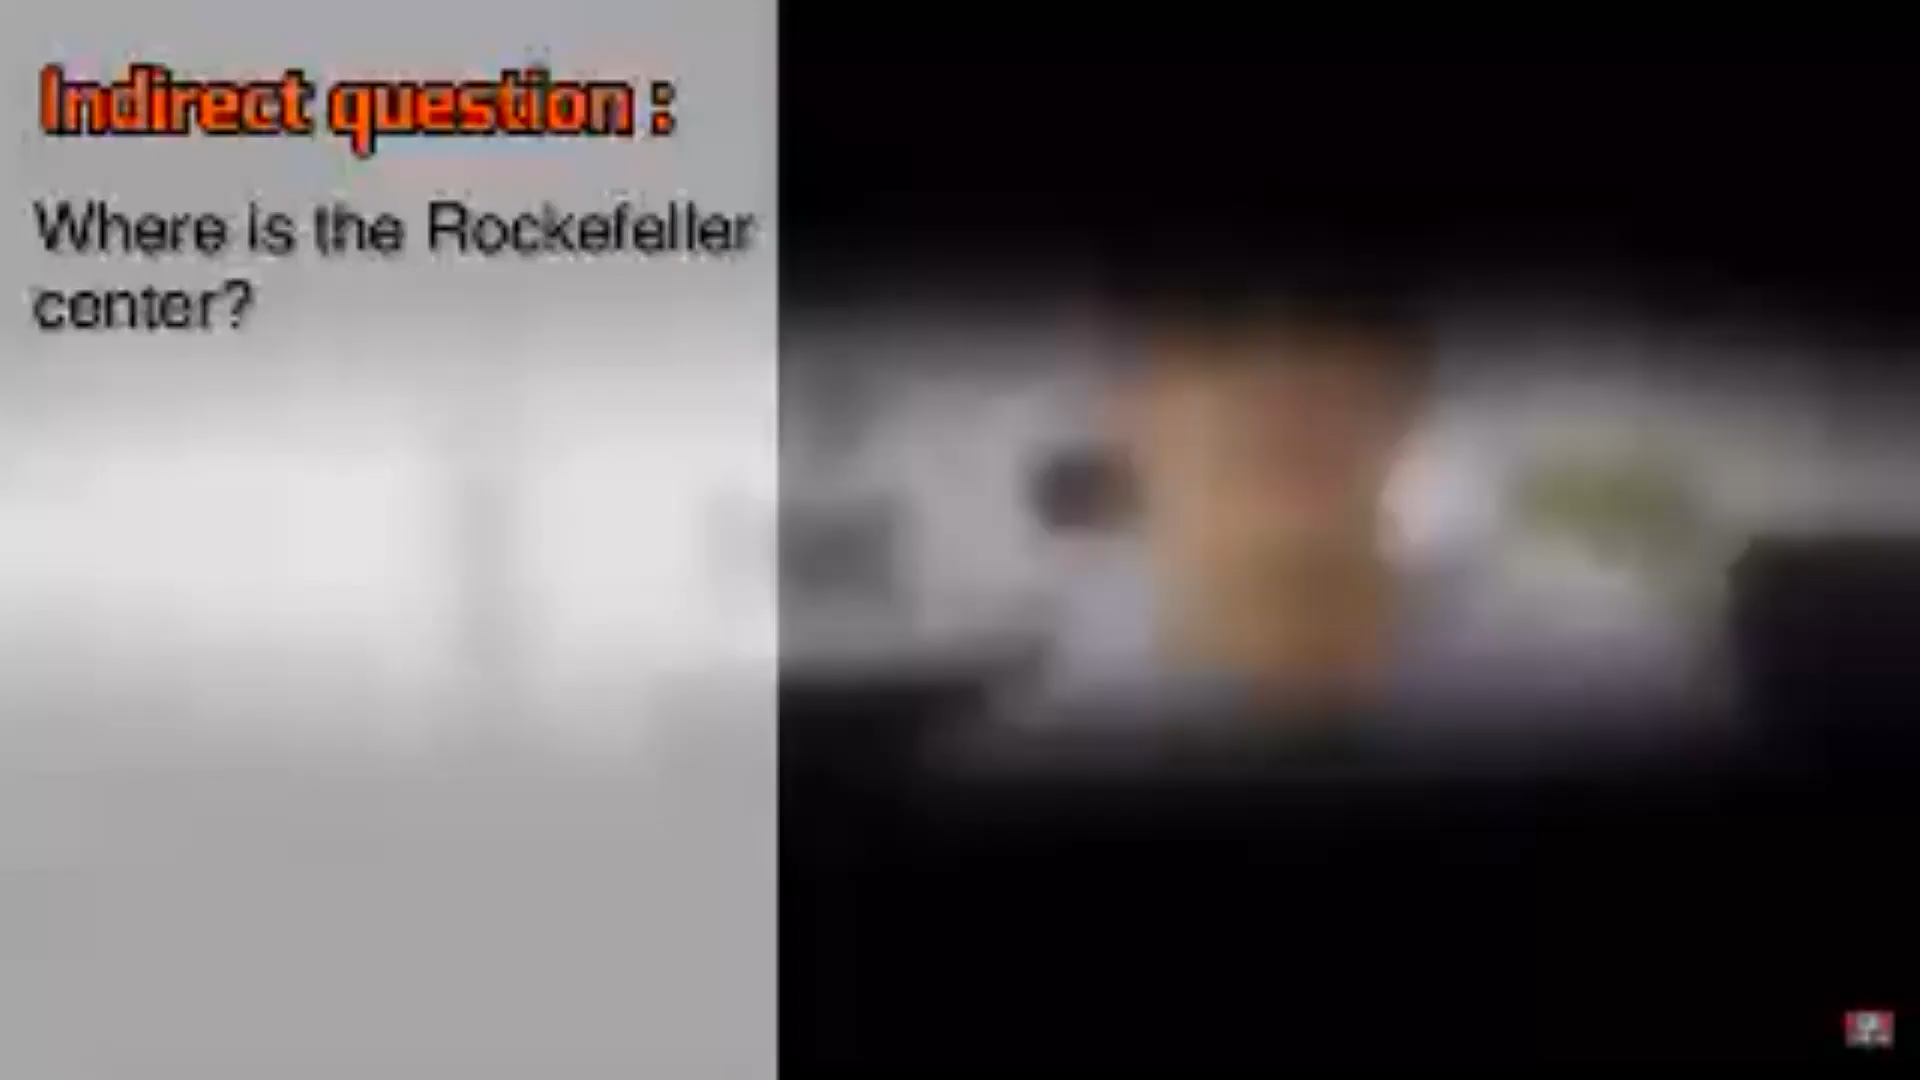 Indirect question :
Where is the Rockefeller
center?